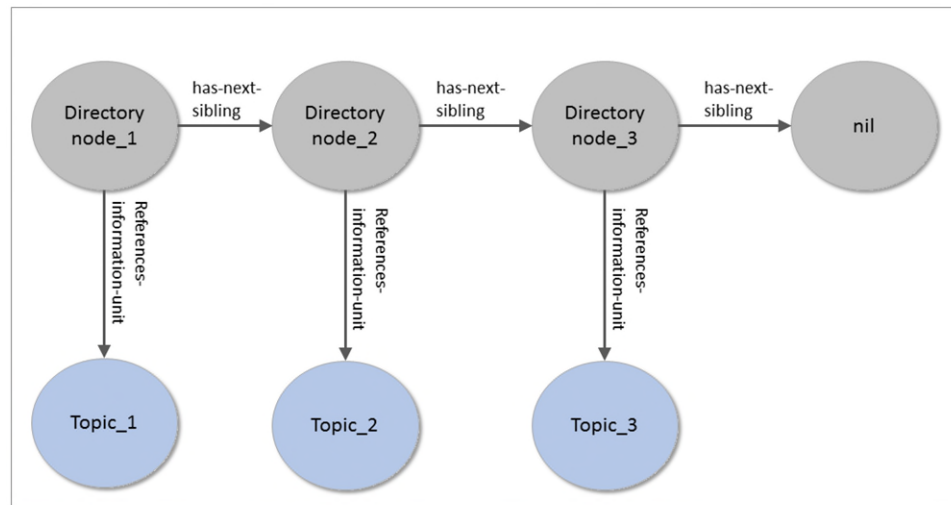 Directory
node_1
has-next-
sibling
Directory
node_2
has-next-
sibling
Directory
node_3
has-next-
sibling
nil
References-
information-unit
References-
information-unit
References-
information-unit
Topic_1
Topic_2
Topic_3